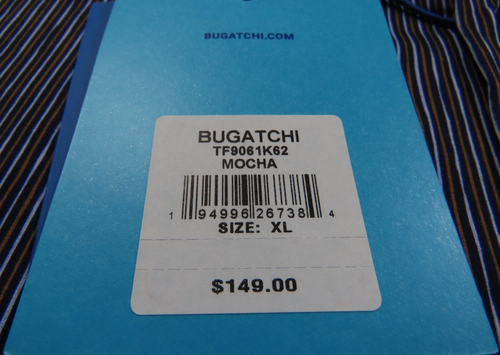 BUGATCHI.COM
BUGATCHI
TF9061K62
MOCHA
1 94996 26738 4
SIZE: XL
$149.00